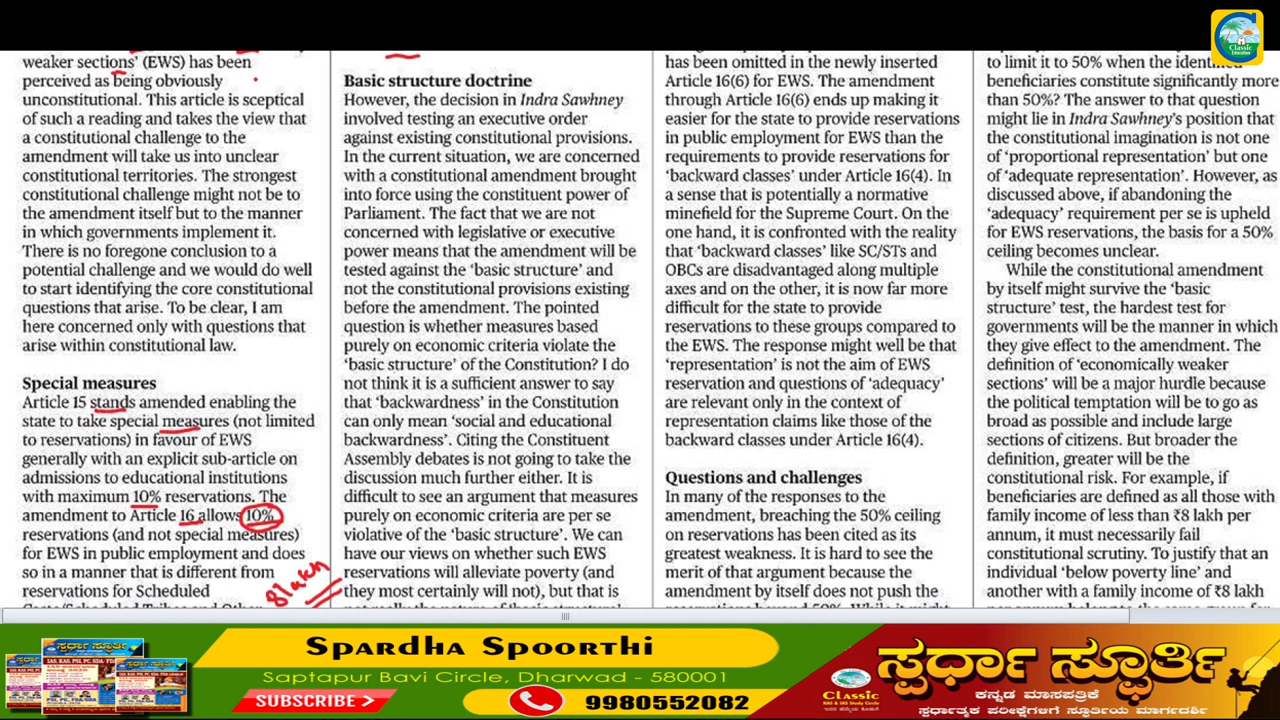 Classic
Education
weaker sections' (EWS) has been
perceived as being obviously
unconstitutional. This article is sceptical
of such a reading and takes the view that
a constitutional challenge to the
amendment will take us into unclear
constitutional territories. The strongest
constitutional challenge might not be to
the amendment itself but to the manner
in which governments implement it.
There is no foregone conclusion to a
potential challenge and we would do well
to start identifying the core constitutional
questions that arise. To be clear, I am
here concerned only with questions that
arise within constitutional law.
Special measures
Article 15 stands amended enabling the
state to take special measures (not limited
to reservations) in favour of EWS
generally with an explicit sub-article on
admissions to educational institutions
with maximum 10% reservations. The
amendment to Article 16 allows 10%
reservations (and not special measures)
for EWS in public employment and does
so in a manner that is different from
reservations for Scheduled
8 lakh
Basic structure doctrine
However, the decision in Indra Sawhney
involved testing an executive order
against existing constitutional provisions.
In the current situation, we are concerned
with a constitutional amendment brought
into force using the constituent power of
Parliament. The fact that we are not
concerned with legislative or executive
power means that the amendment will be
tested against the 'basic structure' and
not the constitutional provisions existing
before the amendment. The pointed
question is whether measures based
purely on economic criteria violate the
'basic structure' of the Constitution? I do
not think it is a sufficient answer to say
that 'backwardness' in the Constitution
can only mean 'social and educational
backwardness'. Citing the Constituent
Assembly debates is not going to take the
discussion much further either. It is
difficult to see an argument that measures
purely on economic criteria are per se
violative of the 'basic structure'. We can
have our views on whether such EWS
reservations will alleviate poverty (and
they most certainly will not), but that is
has been omitted in the newly inserted
Article 16(6) for EWS. The amendment
through Article 16(6) ends up making it
easier for the state to provide reservations
in public employment for EWS than the
requirements to provide reservations for
'backward classes' under Article 16(4). In
a sense that is potentially a normative
minefield for the Supreme Court. On the
one hand, it is confronted with the reality
that 'backward classes' like SC/STs and
OBCs are disadvantaged along multiple
axes and on the other, it is now far more
difficult for the state to provide
reservations to these groups compared to
the EWS. The response might well be that
'representation' is not the aim of EWS
reservation and questions of 'adequacy'
are relevant only in the context of
representation claims like those of the
backward classes under Article 16(4).
Questions and challenges
In many of the responses to the
amendment, breaching the 50% ceiling
on reservations has been cited as its
greatest weakness. It is hard to see the
merit of that argument because the
amendment by itself does not push the
to limit it to 50% when the identified
beneficiaries constitute significantly more
than 50%? The answer to that question
might lie in Indra Sawhney's position that
the constitutional imagination is not one
of 'proportional representation' but one
of 'adequate representation'. However, as
discussed above, if abandoning the
'adequacy' requirement per se is upheld
for EWS reservations, the basis for a 50%
ceiling becomes unclear.
While the constitutional amendment
by itself might survive the 'basic
structure' test, the hardest test for
governments will be the manner in which
they give effect to the amendment. The
definition of 'economically weaker
sections' will be a major hurdle because
the political temptation will be to go as
broad as possible and include large
sections of citizens. But broader the
definition, greater will be the
constitutional risk. For example, if
beneficiaries are defined as all those with
family income of less than ₹8 lakh per
annum, it must necessarily fail
constitutional scrutiny. To justify that an
individual 'below poverty line' and
another with a family income of ₹8 lakh
Spardha Spoorthi
Saptapur Bavi Circle, Dharwad - 580001
SUBSCRIBE
9980552082
ಸ್ಪರ್ಧಾ ಸ್ಫೂರ್ತಿ
Classic
ಕನ್ನಡ ಮಾಸಪತ್ರಿಕೆ
ಸ್ಪರ್ಧಾತ್ಮಕ ಪರೀಕ್ಷೆಗಳಿಗೆ ಸ್ಫೂರ್ತಿಯ ಮಾರ್ಗದರ್ಶಿ